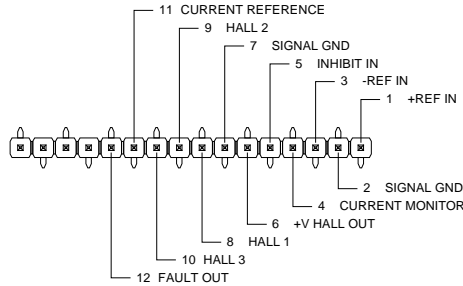 11 CURRENT REFERENCE
9 HALL 2
7 SIGNAL GND
5 INHIBIT IN
3 -REF IN
1 +REF IN
2 SIGNAL GND
4 CURRENT MONITOR
6 +V HALL OUT
8 HALL 1
10 HALL 3
12 FAULT OUT